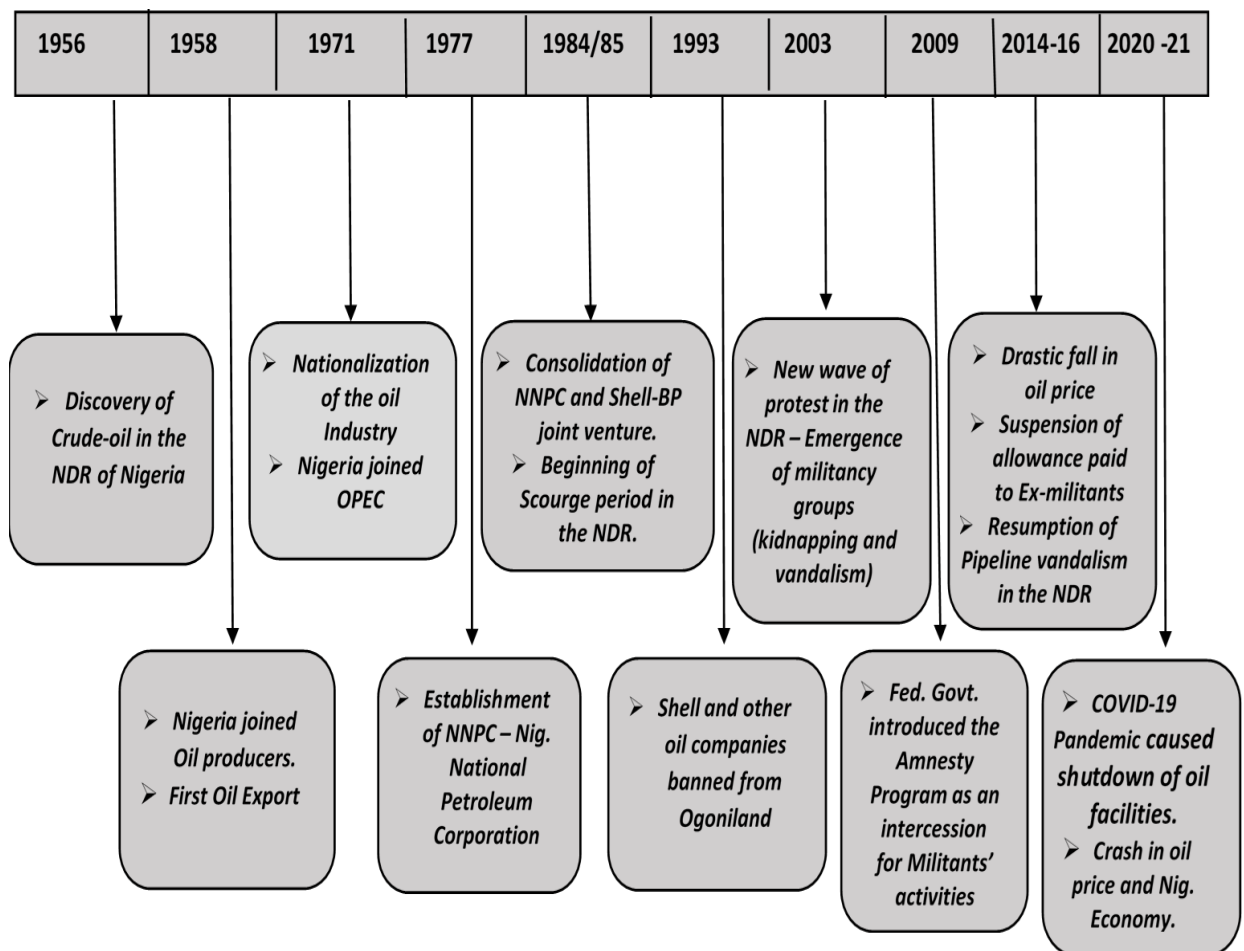 1956 1958 1971 1977 1984/85 1993 2003 2009 2014-16 2020 -21
➢ Discovery of
Crude-oil in the
NDR of Nigeria
➢ Nationalization
of the oil
Industry
➢ Nigeria joined
OPEC
➢ Consolidation of
NNPC and Shell-BP
joint venture.
➢ Beginning of
Scourge period in
the NDR.
➢ New wave of
protest in the
NDR – Emergence
of militancy
groups
(kidnapping and
vandalism)
➢ Drastic fall in
oil price
➢ Suspension of
allowance paid
to Ex-militants
➢ Resumption of
Pipeline vandalism
in the NDR
➢ Nigeria joined
Oil producers.
➢ First Oil Export
➢ Establishment
of NNPC – Nig.
National
Petroleum
Corporation
➢ Shell and other
oil companies
banned from
Ogoniland
➢ Fed. Govt.
introduced the
Amnesty
Program as an
intercession
for Militants’
activities
➢ COVID-19
Pandemic caused
shutdown of oil
facilities.
➢ Crash in oil
price and Nig.
Economy.